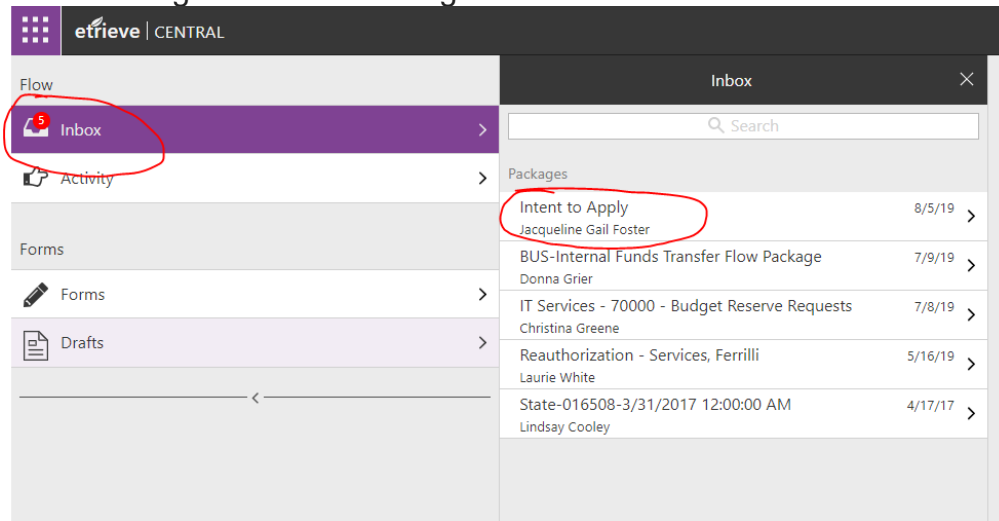 etrieve | CENTRAL
Flow
5
Inbox
Activity
Forms
Forms
Drafts
Inbox
Search
Packages
Intent to Apply 8/5/19
Jacqueline Gail Foster
BUS-Internal Funds Transfer Flow Package 7/9/19
Donna Grier
IT Services - 70000 - Budget Reserve Requests 7/8/19
Christina Greene
Reauthorization - Services, Ferrilli 5/16/19
Laurie White
State-016508-3/31/2017 12:00:00 AM 4/17/17
Lindsay Cooley